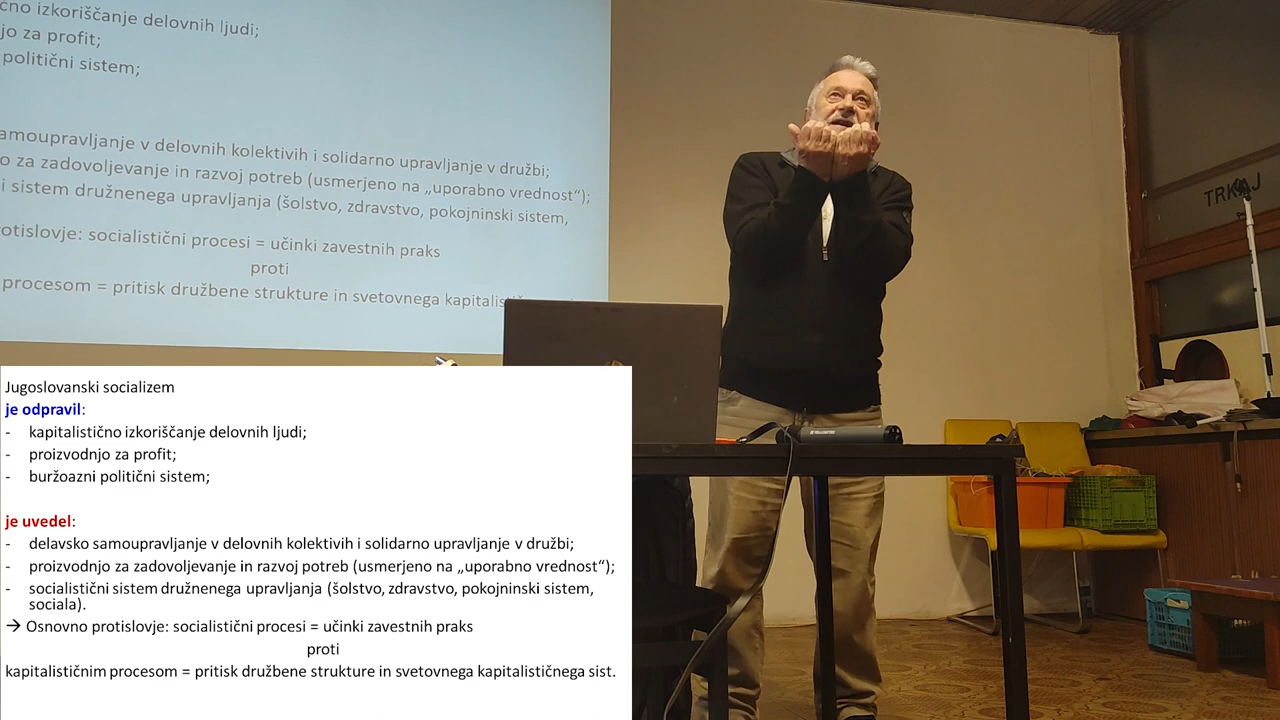 čno izkoriščanje delovnih ljudi;
jo za profit;
politični sistem;
amoupravljanje v delovnih kolektivih i solidarno upravljanje v družbi;
o za zadovoljevanje in razvoj potreb (usmerjeno na „uporabno vrednost“);
i sistem družnenega upravljanja (šolstvo, zdravstvo, pokojninski sistem,
rotislovje: socialistični procesi = učinki zavestnih praks
proti
procesom = pritisk družbene strukture in svetovnega kapitalis
TRKAJ
Jugoslovanski socializem
je odpravil:
- kapitalistično izkoriščanje delovnih ljudi;
- proizvodnjo za profit;
- buržoazni politični sistem;
je uvedel:
- delavsko samoupravljanje v delovnih kolektivih i solidarno upravljanje v družbi;
- proizvodnjo za zadovoljevanje in razvoj potreb (usmerjeno na „uporabno vrednost“);
- socialistični sistem družnenega upravljanja (šolstvo, zdravstvo, pokojninski sistem,
sociala).
→ Osnovno protislovje: socialistični procesi = učinki zavestnih praks
proti
kapitalističnim procesom = pritisk družbene strukture in svetovnega kapitalističnega sist.